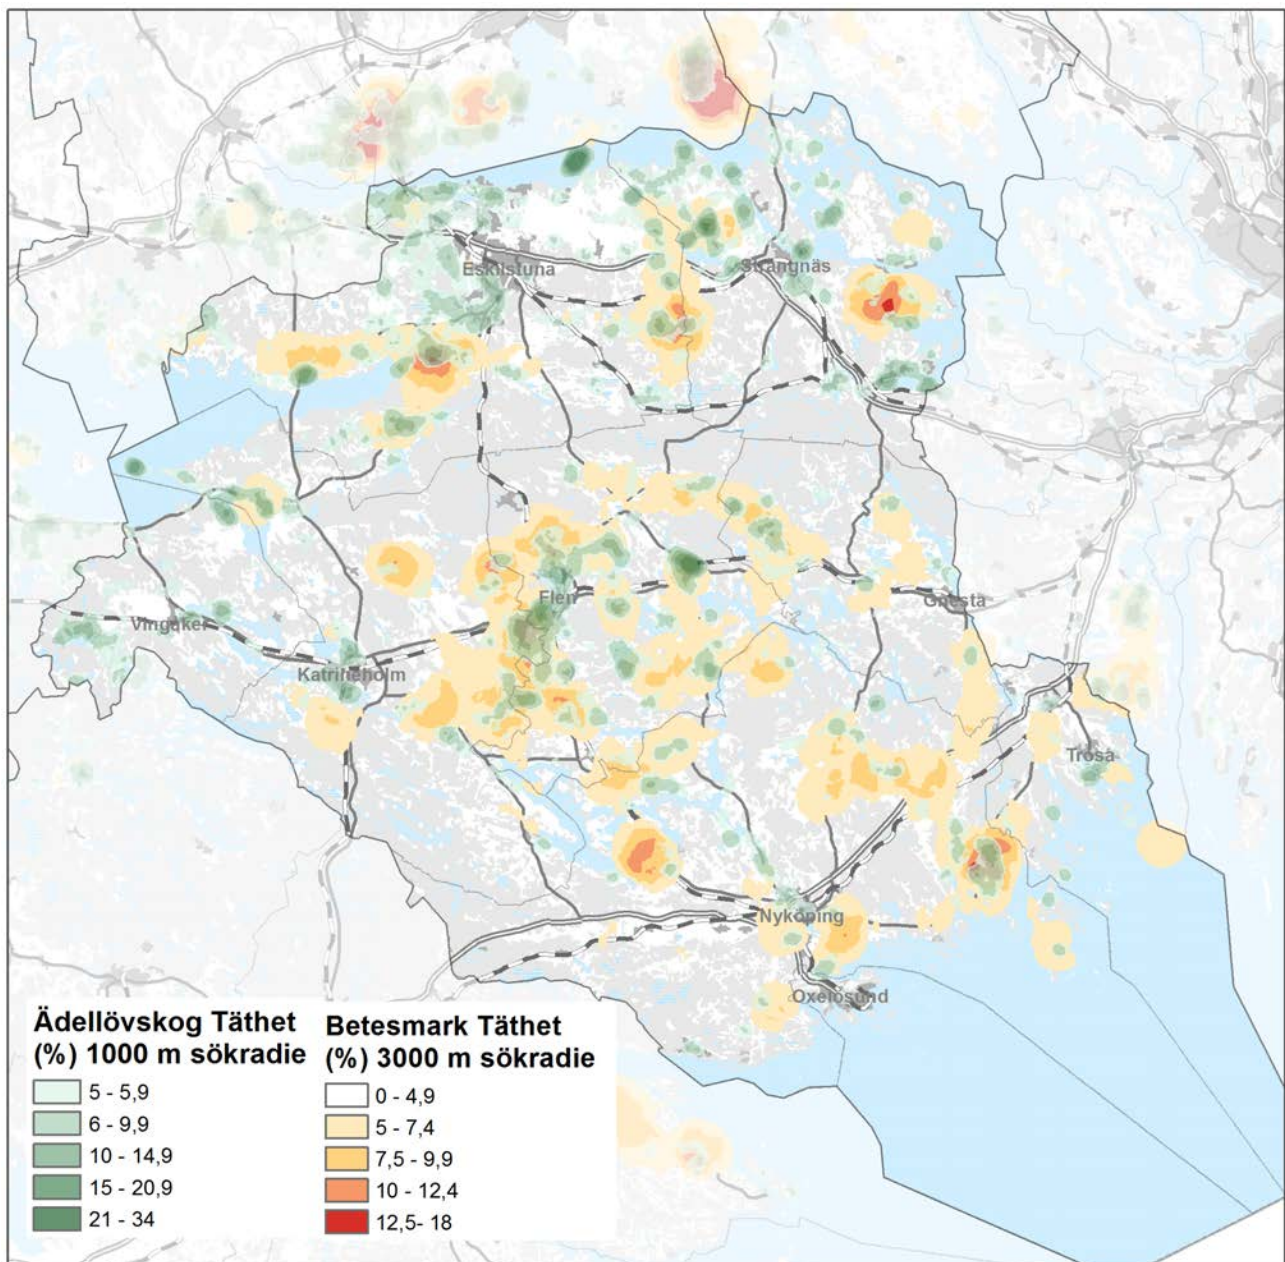 Eskilstuna
Strängnäs
Flen
Gnesta
Vingåker
Katrineholm
Trosa
Nyköping
Oxelösund
Ädellövskog Täthet
(%) 1000 m sökradie
5 - 5,9
6 - 9,9
10 - 14,9
15 - 20,9
21 - 34
Betesmark Täthet
(%) 3000 m sökradie
0 - 4,9
5 - 7,4
7,5 - 9,9
10 - 12,4
12,5- 18